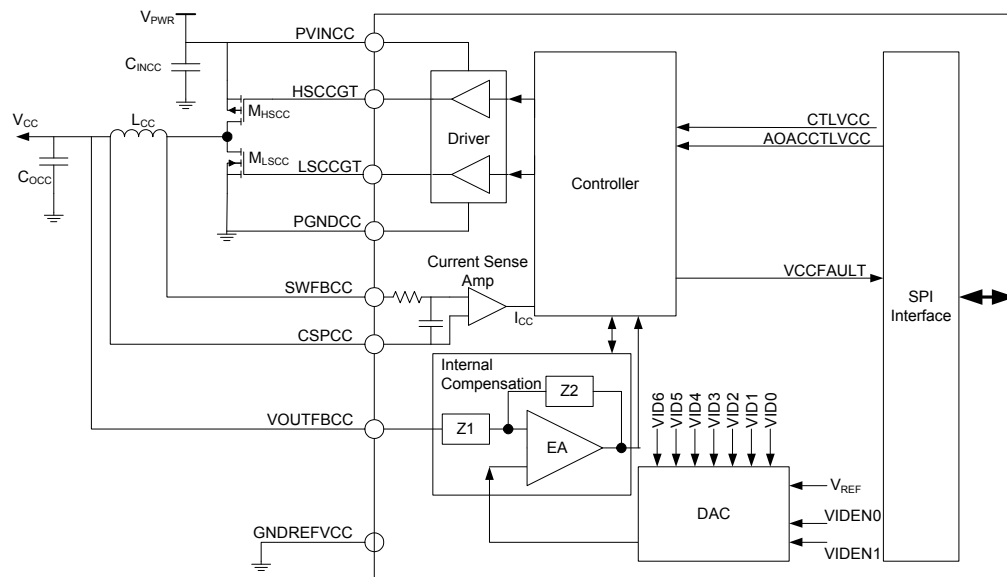 VPWR
PVINCC
CINCC
HSCCGT
MHSCC
Driver
Controller
CTLVCC
AOACCTLVCC
VCC
LCC
COCC
MLSCC
LSCCGT
PGNDCC
Current Sense
Amp
SWFBCC
ICC
CSPCC
VCCFAULT
SPI
Interface
Internal
Compensation
Z2
VOUTFBCC
Z1
EA
VID6
VID5
VID4
VID3
VID2
VID1
VID0
DAC
VREF
VIDEN0
VIDEN1
GNDREFVCC